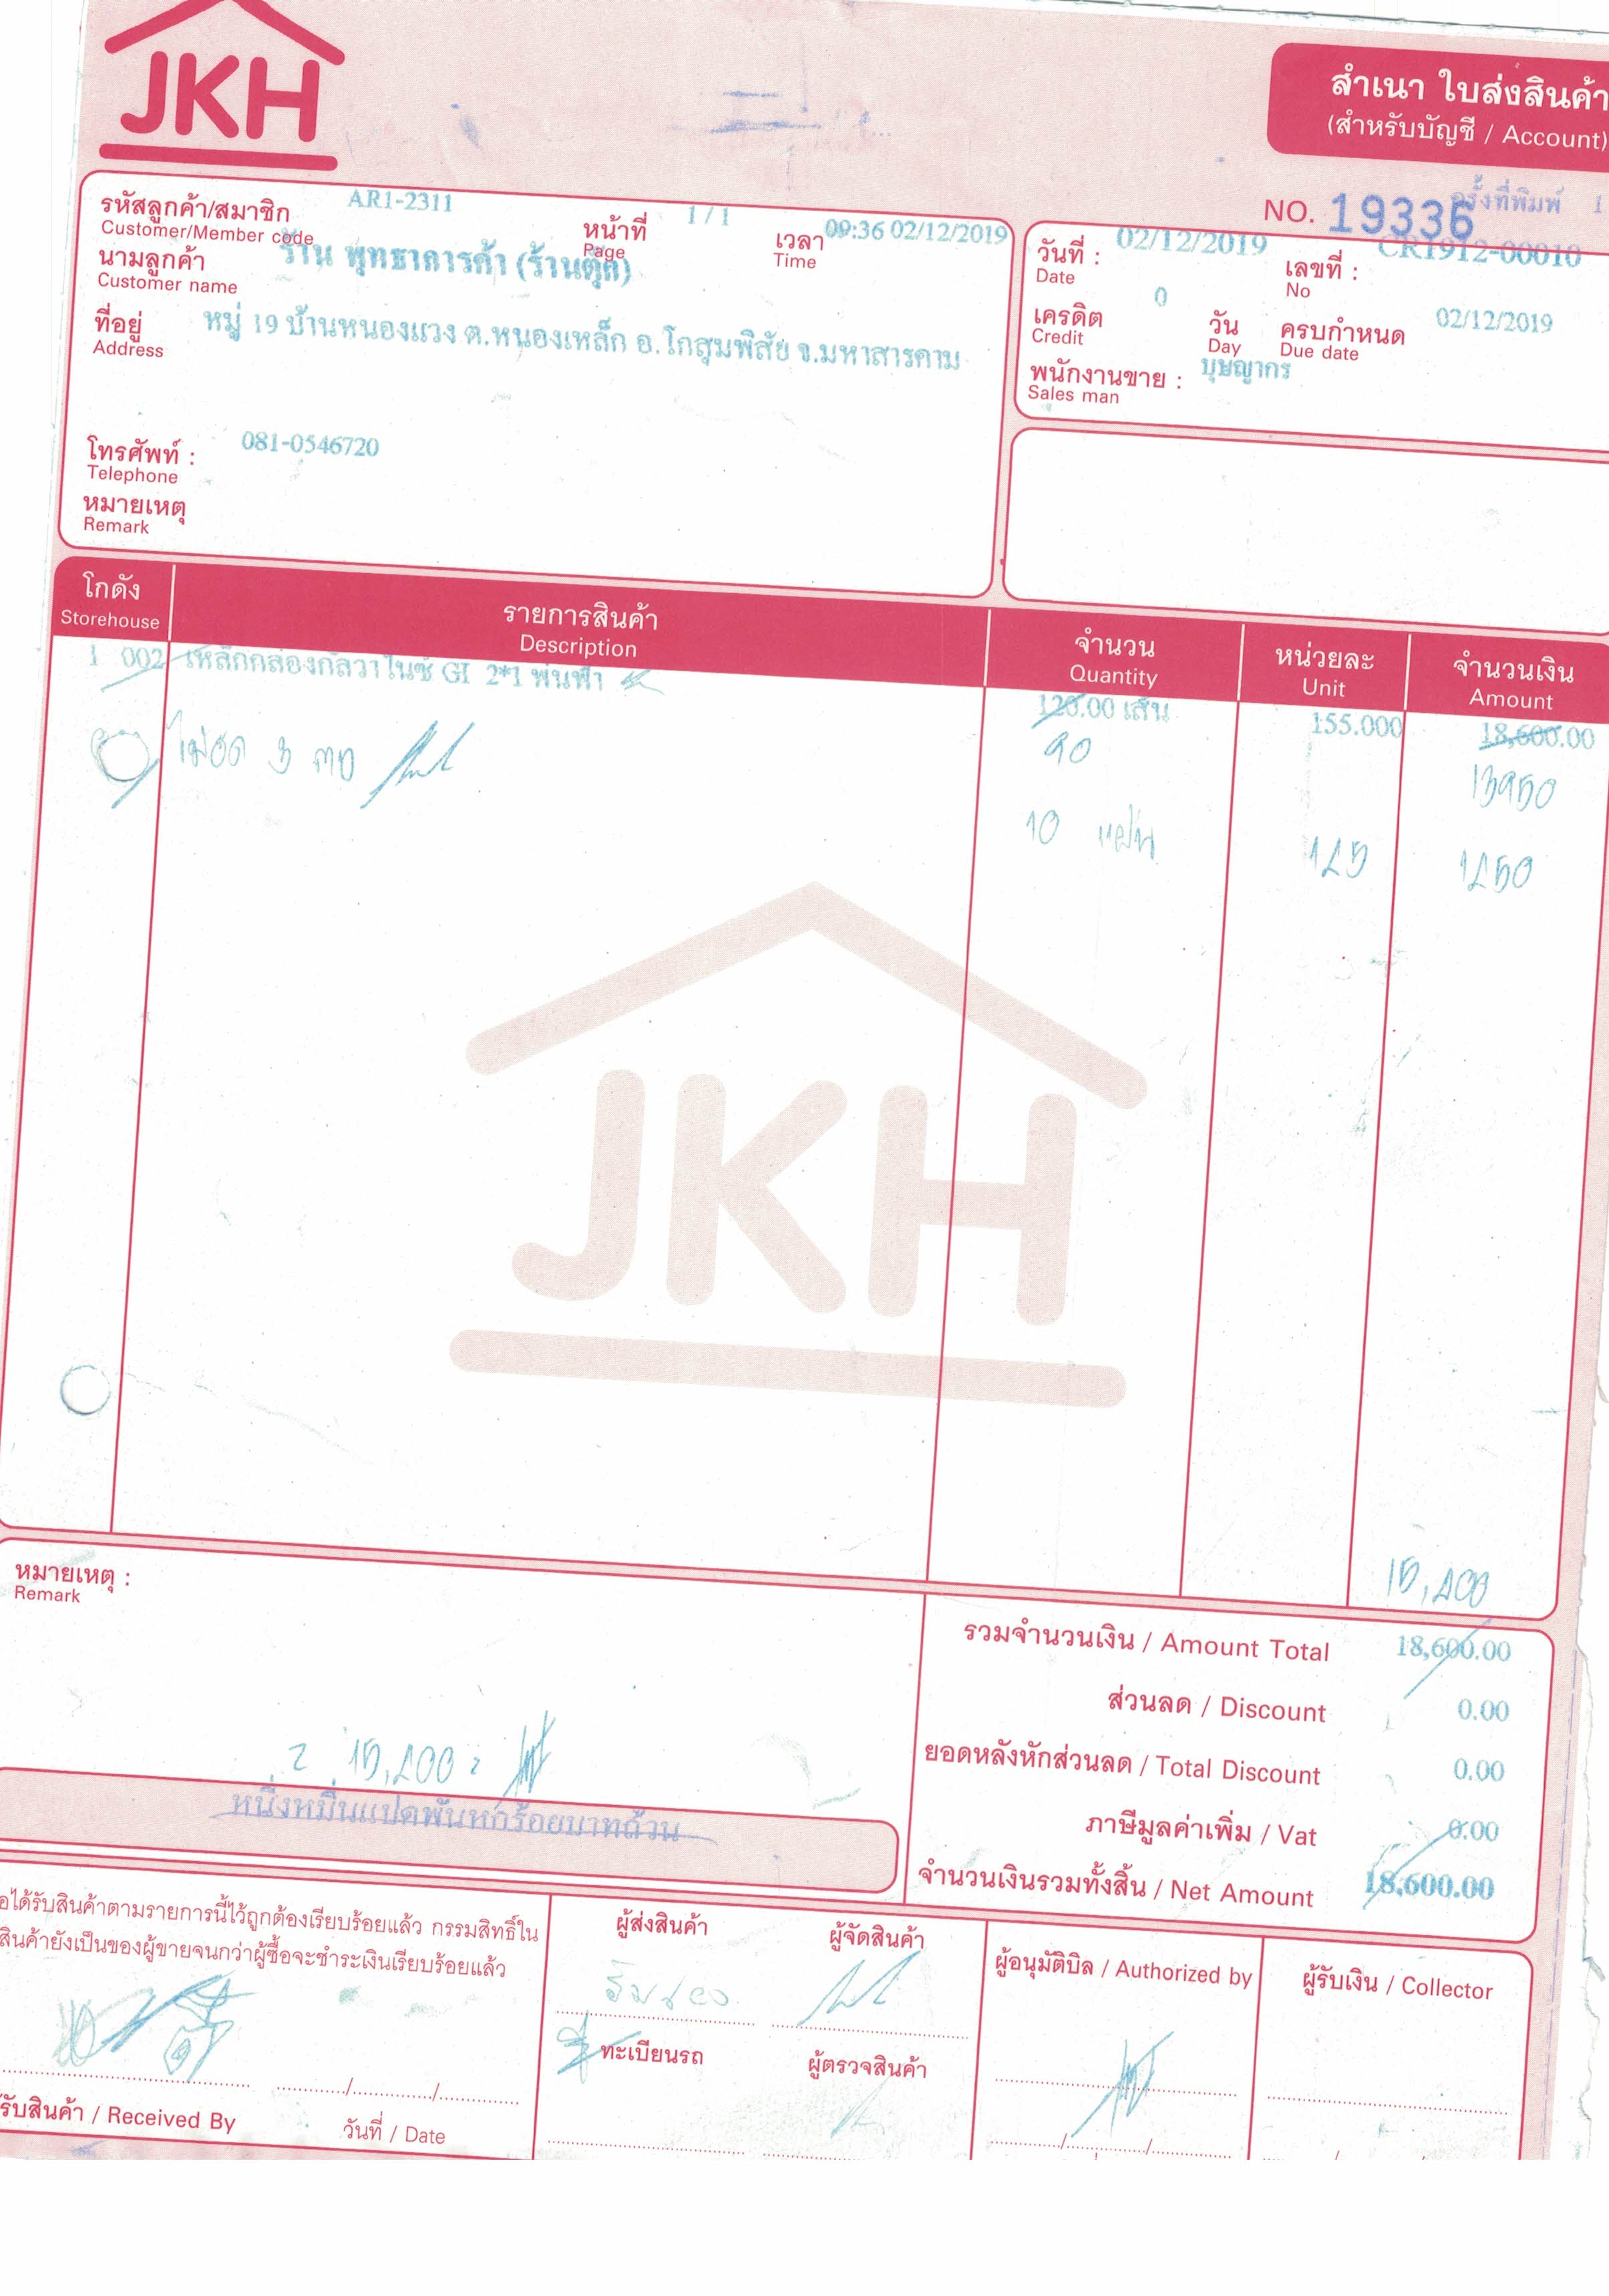 JKH
สำเนา ใบส่งสินค้า
(สำหรับบัญชี / Account)
ครั้งที่พิมพ์ 1
NO. 19336
รหัสลูกค้า/สมาชิก AR1-2311 หน้าที่ 1 / 1 เวลา 09:36 02/12/2019
Customer/Member code Page Time
นามลูกค้า ร้าน พุทธาการค้า (ร้านตุ๊ก)
Customer name
ที่อยู่ หมู่ 19 บ้านหนองแวง ต.หนองเหล็ก อ.โกสุมพิสัย จ.มหาสารคาม
Address
โทรศัพท์ : 081-0546720
Telephone
หมายเหตุ
Remark
วันที่ : 02/12/2019 เลขที่ : CR1912-00010
Date No
เครดิต 0 วัน ครบกำหนด 02/12/2019
Credit Day Due date
พนักงานขาย : บุษญากร
Sales man
โกดัง รายการสินค้า จำนวน หน่วยละ จำนวนเงิน
Storehouse Description Quantity Unit Amount
1 002 เหล็กกล่องกัลวาไนซ์ GI 2*1 พ่นฟ้า 120.00 เส้น 155.000 18,600.00
90 13950
ไม้อัด 3 มม 10 แผ่น 125 1250
JKH
15,200
หมายเหตุ :
Remark
= 15,200 =
หนึ่งหมื่นแปดพันหกร้อยบาทถ้วน
รวมจำนวนเงิน / Amount Total 18,600.00
ส่วนลด / Discount 0.00
ยอดหลังหักส่วนลด / Total Discount 0.00
ภาษีมูลค่าเพิ่ม / Vat 0.00
จำนวนเงินรวมทั้งสิ้น / Net Amount 18,600.00
อได้รับสินค้าตามรายการนี้ไว้ถูกต้องเรียบร้อยแล้ว กรรมสิทธิ์ใน
สินค้ายังเป็นของผู้ขายจนกว่าผู้ซื้อจะชำระเงินเรียบร้อยแล้ว
รับสินค้า / Received By วันที่ / Date
ผู้ส่งสินค้า ผู้จัดสินค้า
ทะเบียนรถ ผู้ตรวจสินค้า
ผู้อนุมัติบิล / Authorized by
ผู้รับเงิน / Collector